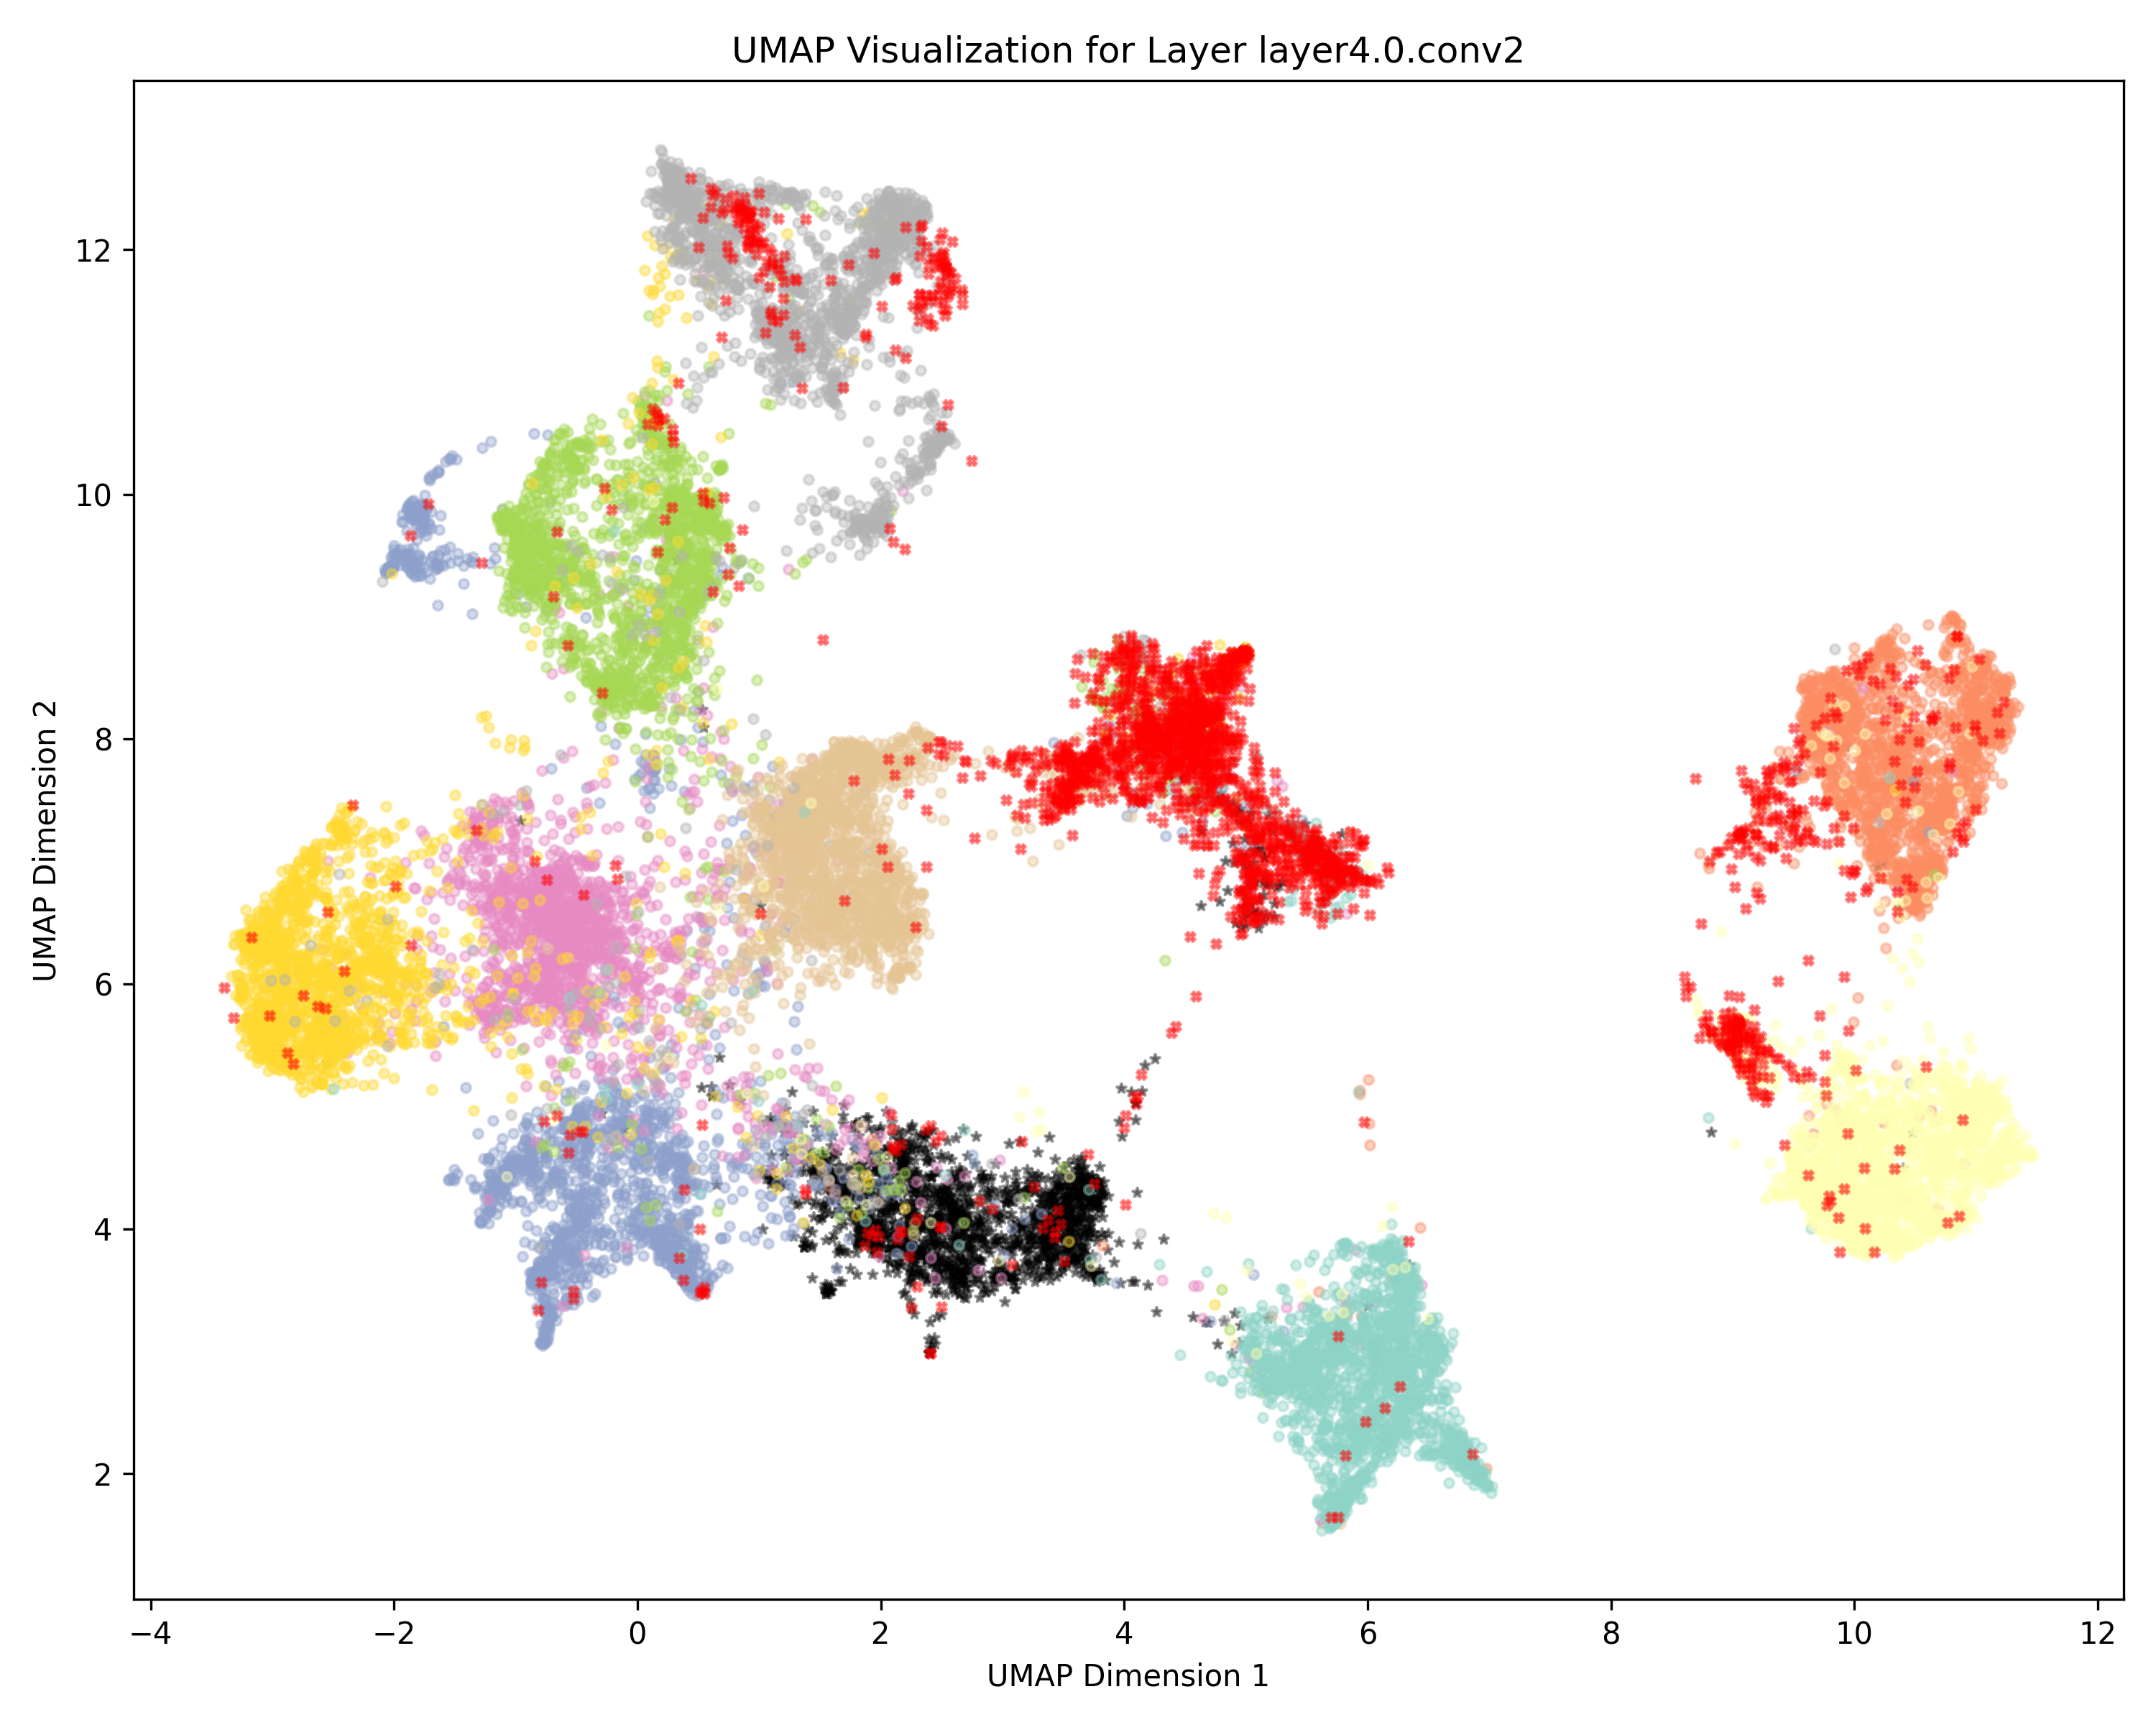 UMAP Visualization for Layer layer4.0.conv2
UMAP Dimension 2
12
10
8
6
4
2
−4 −2 0 2 4 6 8 10 12
UMAP Dimension 1